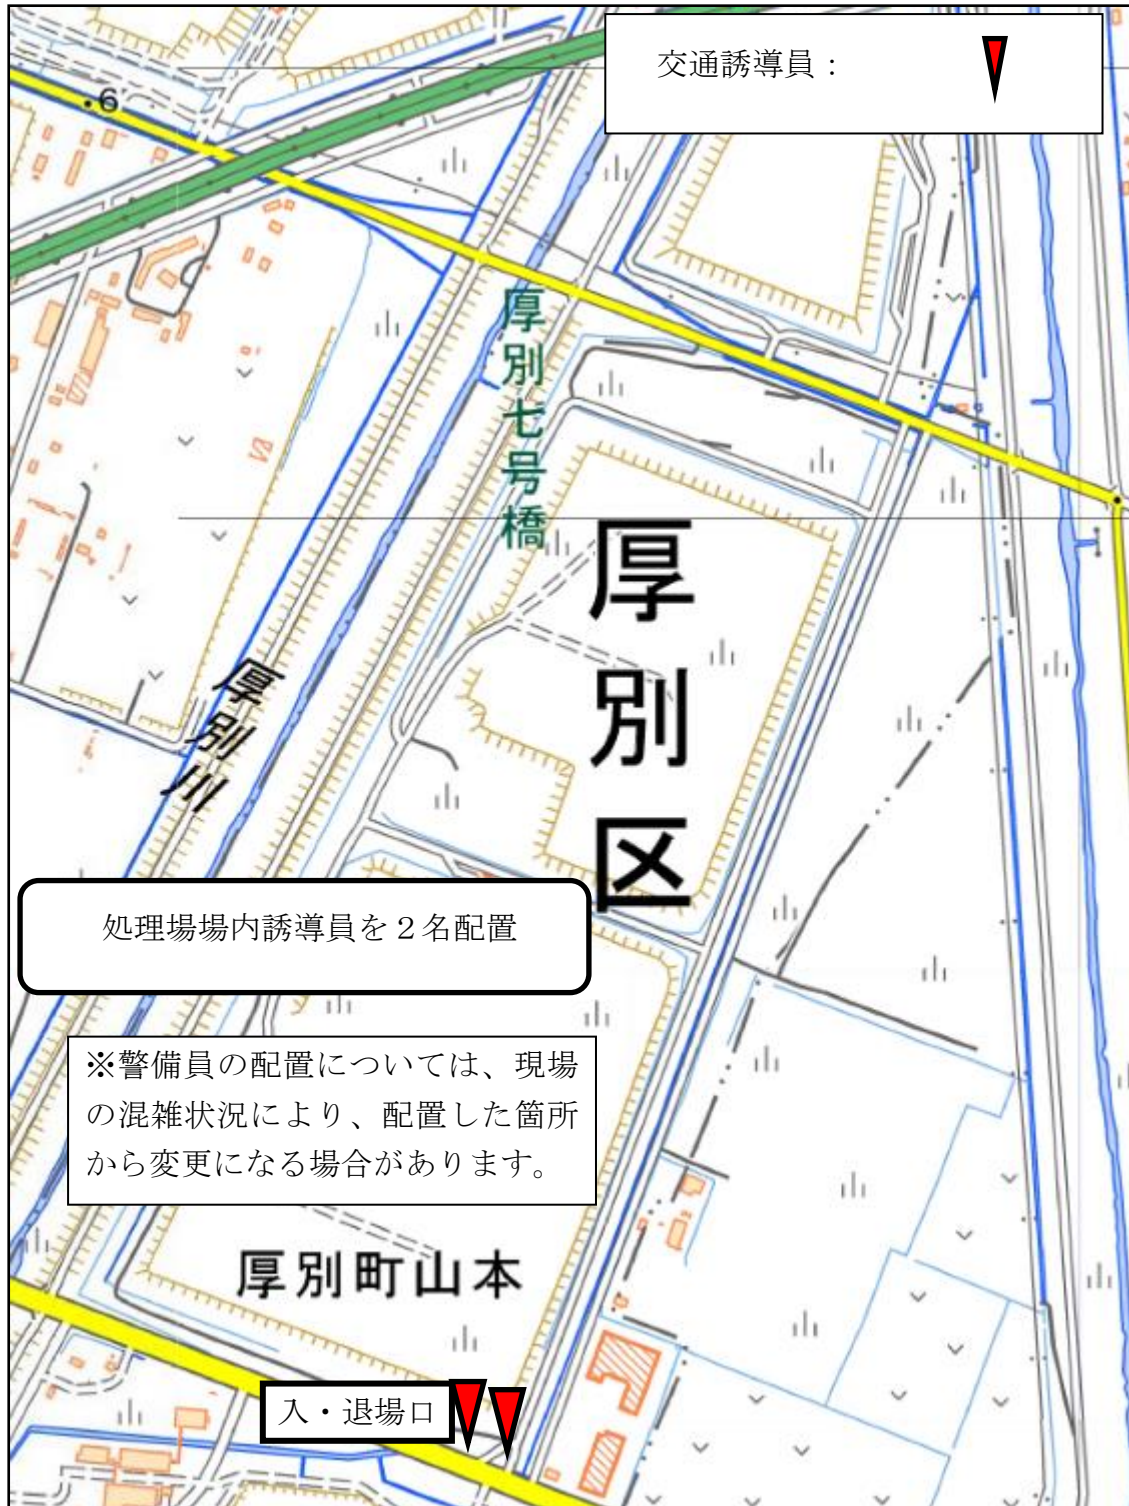 交通誘導員：
.6
厚別七号橋
厚別区
厚別川
処理場場内誘導員を２名配置
※警備員の配置については、現場
の混雑状況により、配置した箇所
から変更になる場合があります。
厚別町山本
入・退場口